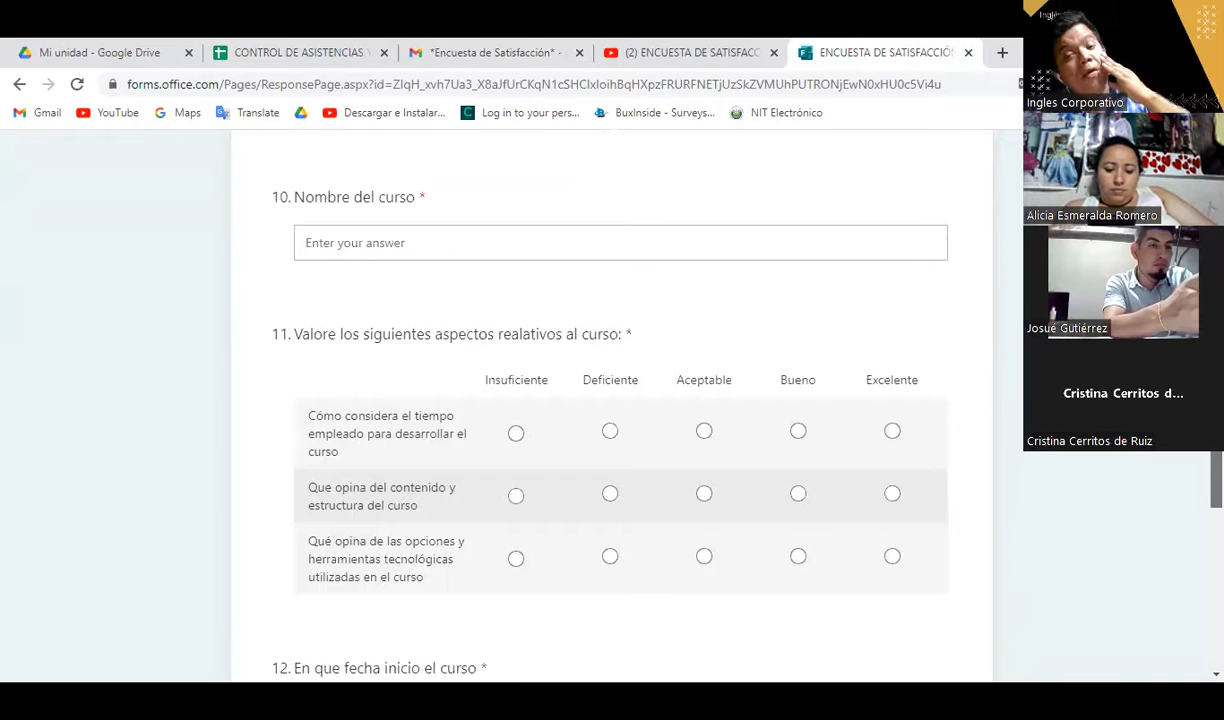 Mi unidad - Google Drive
CONTROL DE ASISTENCIAS
*Encuesta de Satisfacción* -
(2) ENCUESTA DE SATISFACC
ENCUESTA DE SATISFACCIÓN
forms.office.com/Pages/ResponsePage.aspx?id=ZIqH_xvh7Ua3_X8aJfUrCKqN1cSHClxIoihBqHXpzFRURFNETjUzSkZVMUhPUTRONjEwN0xHU0c5Vi4u
Gmail
YouTube
Maps
Translate
Descargar e Instalar...
Log in to your pers...
BuxInside - Surveys...
NIT Electrónico
10. Nombre del curso *
Enter your answer
11. Valore los siguientes aspectos realativos al curso: *
Insuficiente Deficiente Aceptable Bueno Excelente
Cómo considera el tiempo
empleado para desarrollar el
curso
Que opina del contenido y
estructura del curso
Qué opina de las opciones y
herramientas tecnológicas
utilizadas en el curso
12. En que fecha inicio el curso *
Ingles Corporativo
Alicia Esmeralda Romero
Josué Gutiérrez
Cristina Cerritos d...
Cristina Cerritos de Ruiz